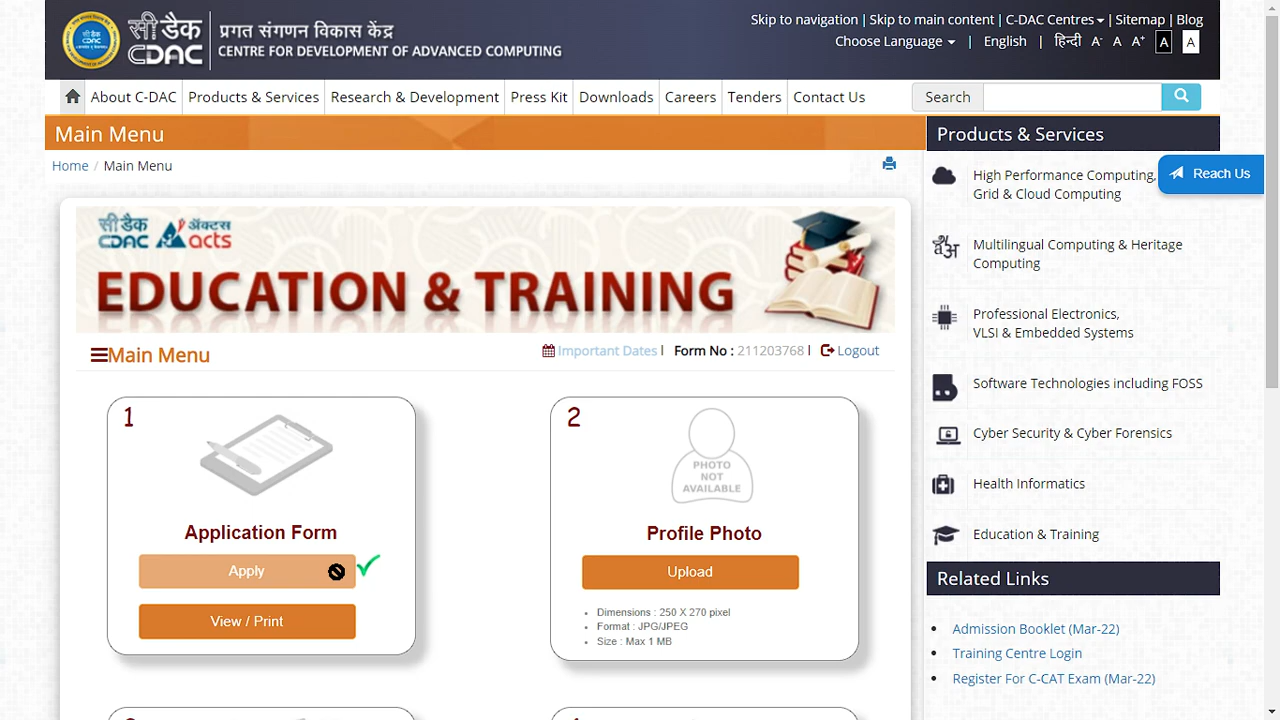 सी डैक
CDAC
प्रगत संगणन विकास केंद्र
CENTRE FOR DEVELOPMENT OF ADVANCED COMPUTING
Skip to navigation | Skip to main content | C-DAC Centres | Sitemap | Blog
Choose Language | English | हिन्दी A- A A+ A A
About C-DAC Products & Services Research & Development Press Kit Downloads Careers Tenders Contact Us Search
Main Menu
Home / Main Menu
सी डैक
CDAC
ॲक्टस
acts
EDUCATION & TRAINING
Main Menu
Important Dates | Form No : 211203768 | Logout
1
Application Form
Apply
View / Print
2
PHOTO
NOT
AVAILABLE
Profile Photo
Upload
Dimensions : 250 X 270 pixel
Format : JPG/JPEG
Size : Max 1 MB
Products & Services
Reach Us
High Performance Computing,
Grid & Cloud Computing
Multilingual Computing & Heritage
Computing
Professional Electronics,
VLSI & Embedded Systems
Software Technologies including FOSS
Cyber Security & Cyber Forensics
Health Informatics
Education & Training
Related Links
Admission Booklet (Mar-22)
Training Centre Login
Register For C-CAT Exam (Mar-22)